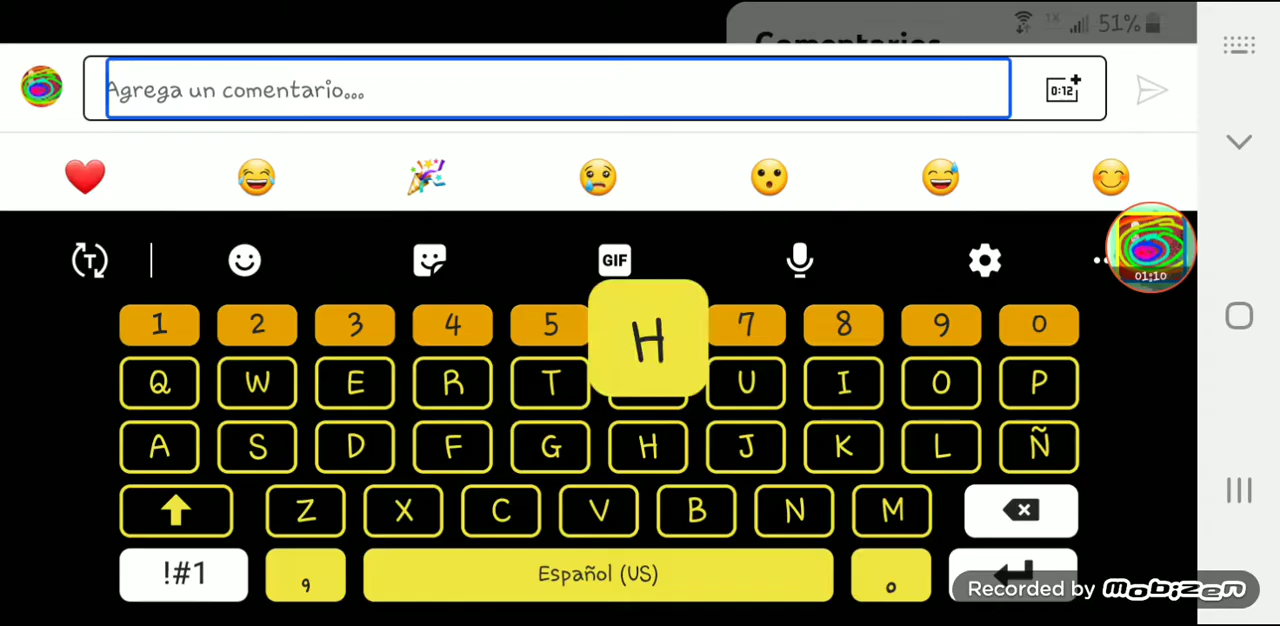 1X 51%
Comentarios
Agrega un comentario...
0:12
T
GIF
01:10
1 2 3 4 5 7 8 9 0
H
Q W E R T U I O P
A S D F G H J K L Ñ
Z X C V B N M
!#1 , Español (US) .
Recorded by mobizen